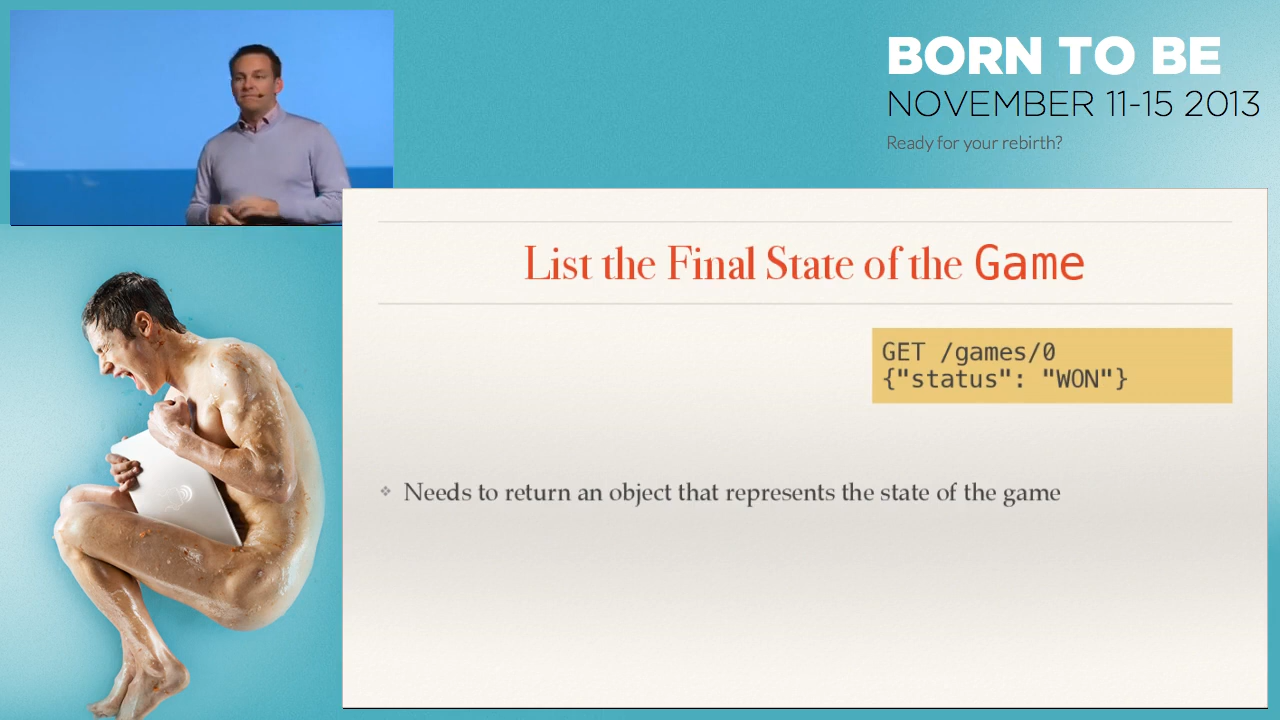 BORN TO BE
NOVEMBER 11-15 2013
Ready for your rebirth?
List the Final State of the Game
GET /games/0
{"status": "WON"}
Needs to return an object that represents the state of the game